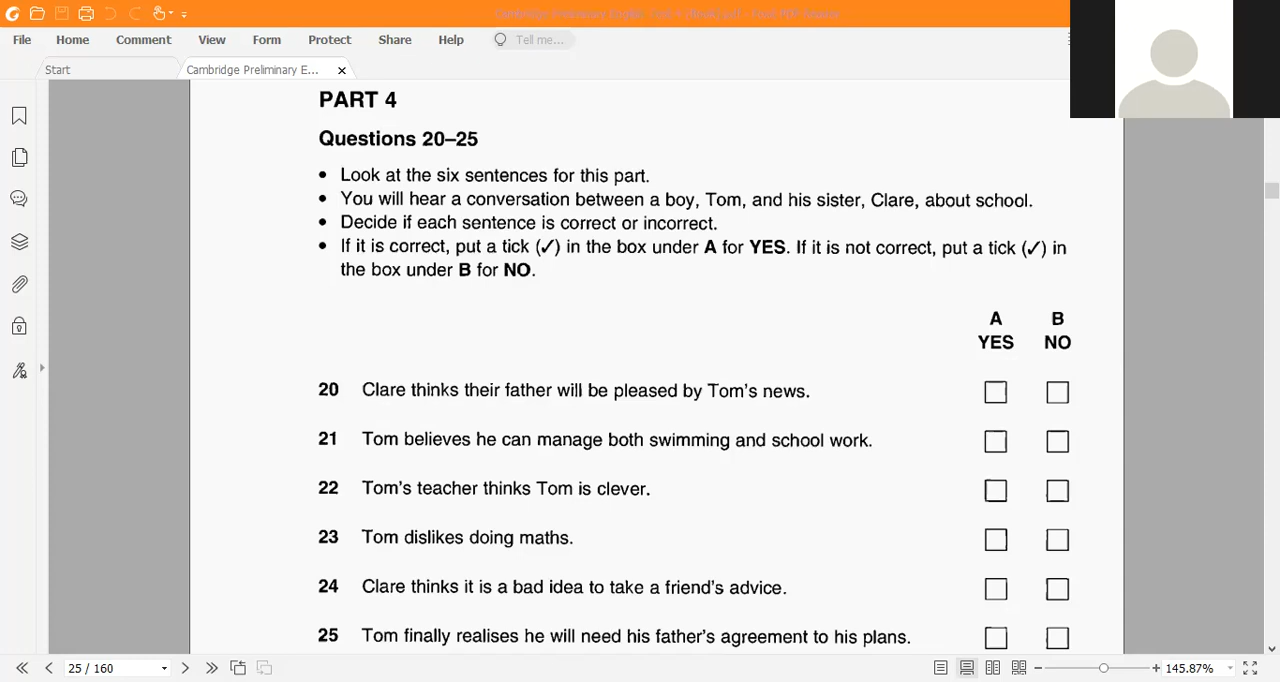 File Home Comment View Form Protect Share Help Tell me...
Start Cambridge Preliminary E... x
PART 4
Questions 20–25
• Look at the six sentences for this part.
• You will hear a conversation between a boy, Tom, and his sister, Clare, about school.
• Decide if each sentence is correct or incorrect.
• If it is correct, put a tick (✓) in the box under A for YES. If it is not correct, put a tick (✓) in
the box under B for NO.
A B
YES NO
20 Clare thinks their father will be pleased by Tom's news.
21 Tom believes he can manage both swimming and school work.
22 Tom's teacher thinks Tom is clever.
23 Tom dislikes doing maths.
24 Clare thinks it is a bad idea to take a friend's advice.
25 Tom finally realises he will need his father's agreement to his plans.
25 / 160 145.87%